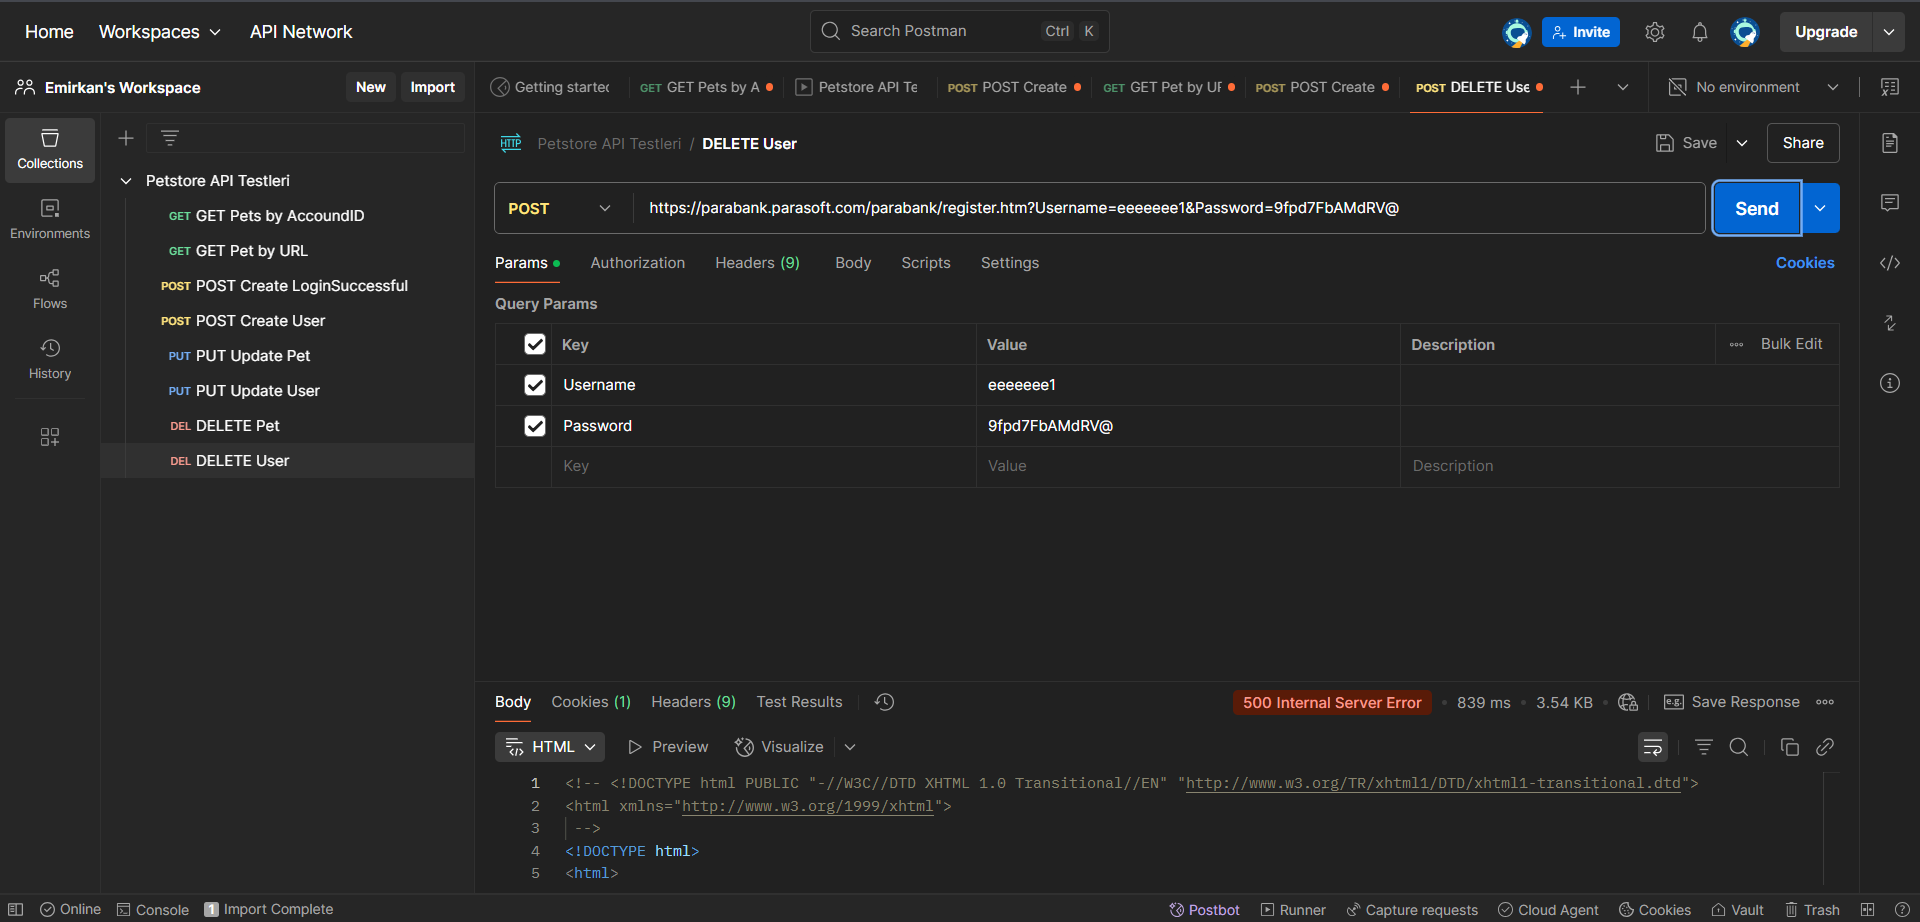 Home Workspaces API Network Search Postman Ctrl K Invite Upgrade
Emirkan's Workspace New Import Getting started GET GET Pets by A Petstore API Te POST POST Create GET GET Pet by UR POST POST Create POST DELETE Use No environment
Collections
Environments
Flows
History
Petstore API Testleri
GET GET Pets by AccoundID
GET GET Pet by URL
POST POST Create LoginSuccessful
POST POST Create User
PUT PUT Update Pet
PUT PUT Update User
DEL DELETE Pet
DEL DELETE User
HTTP Petstore API Testleri / DELETE User Save Share
POST https://parabank.parasoft.com/parabank/register.htm?Username=eeeeeee1&Password=9fpd7FbAMdRV@ Send
Params Authorization Headers (9) Body Scripts Settings Cookies
Query Params
Key Value Description Bulk Edit
Username eeeeeee1
Password 9fpd7FbAMdRV@
Key Value Description
Body Cookies (1) Headers (9) Test Results 500 Internal Server Error 839 ms 3.54 KB e.g. Save Response
HTML Preview Visualize
1 <!-- <!DOCTYPE html PUBLIC "-//W3C//DTD XHTML 1.0 Transitional//EN" "http://www.w3.org/TR/xhtml1/DTD/xhtml1-transitional.dtd">
2 <html xmlns="http://www.w3.org/1999/xhtml">
3 -->
4 <!DOCTYPE html>
5 <html>
Online Console 1 Import Complete Postbot Runner Capture requests Cloud Agent Cookies Vault Trash